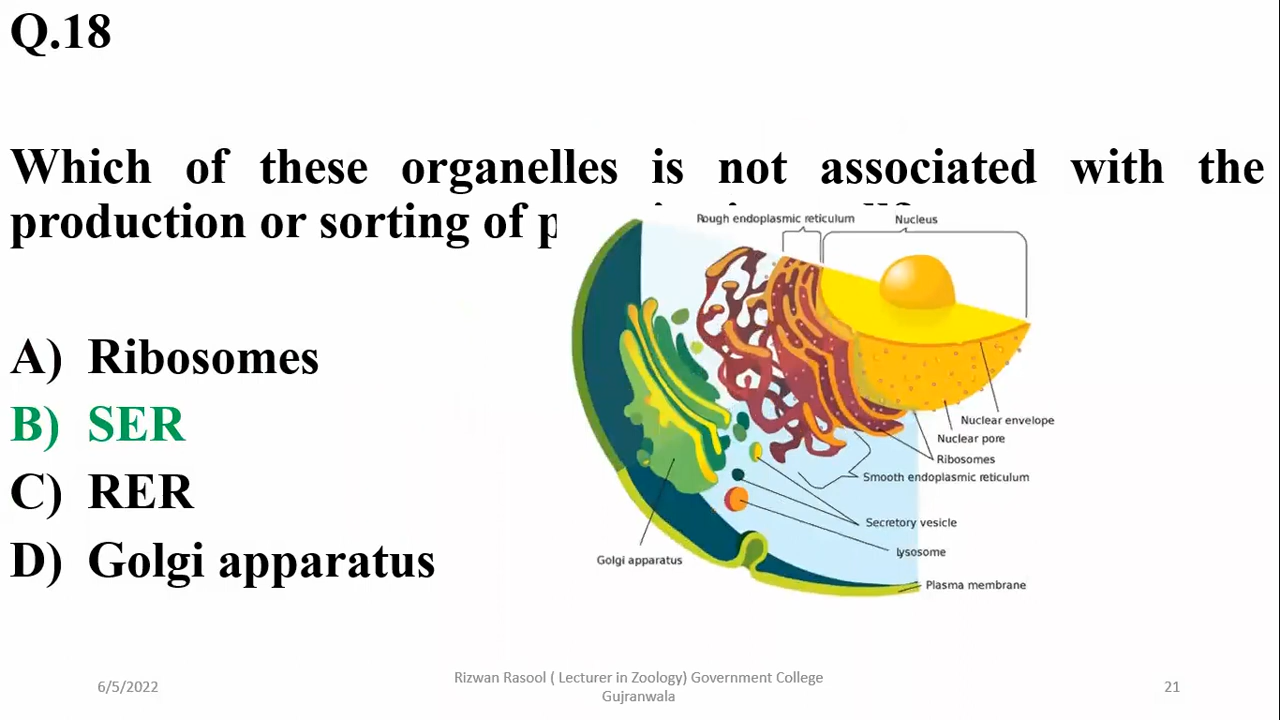 Q.18
Which of these organelles is not associated with the
production or sorting of
A) Ribosomes
B) SER
C) RER
D) Golgi apparatus
Rough endoplasmic reticulum
Nucleus
Nuclear envelope
Nuclear pore
Ribosomes
Smooth endoplasmic reticulum
Secretory vesicle
Lysosome
Golgi apparatus
Plasma membrane
6/5/2022
Rizwan Rasool ( Lecturer in Zoology) Government College
Gujranwala
21